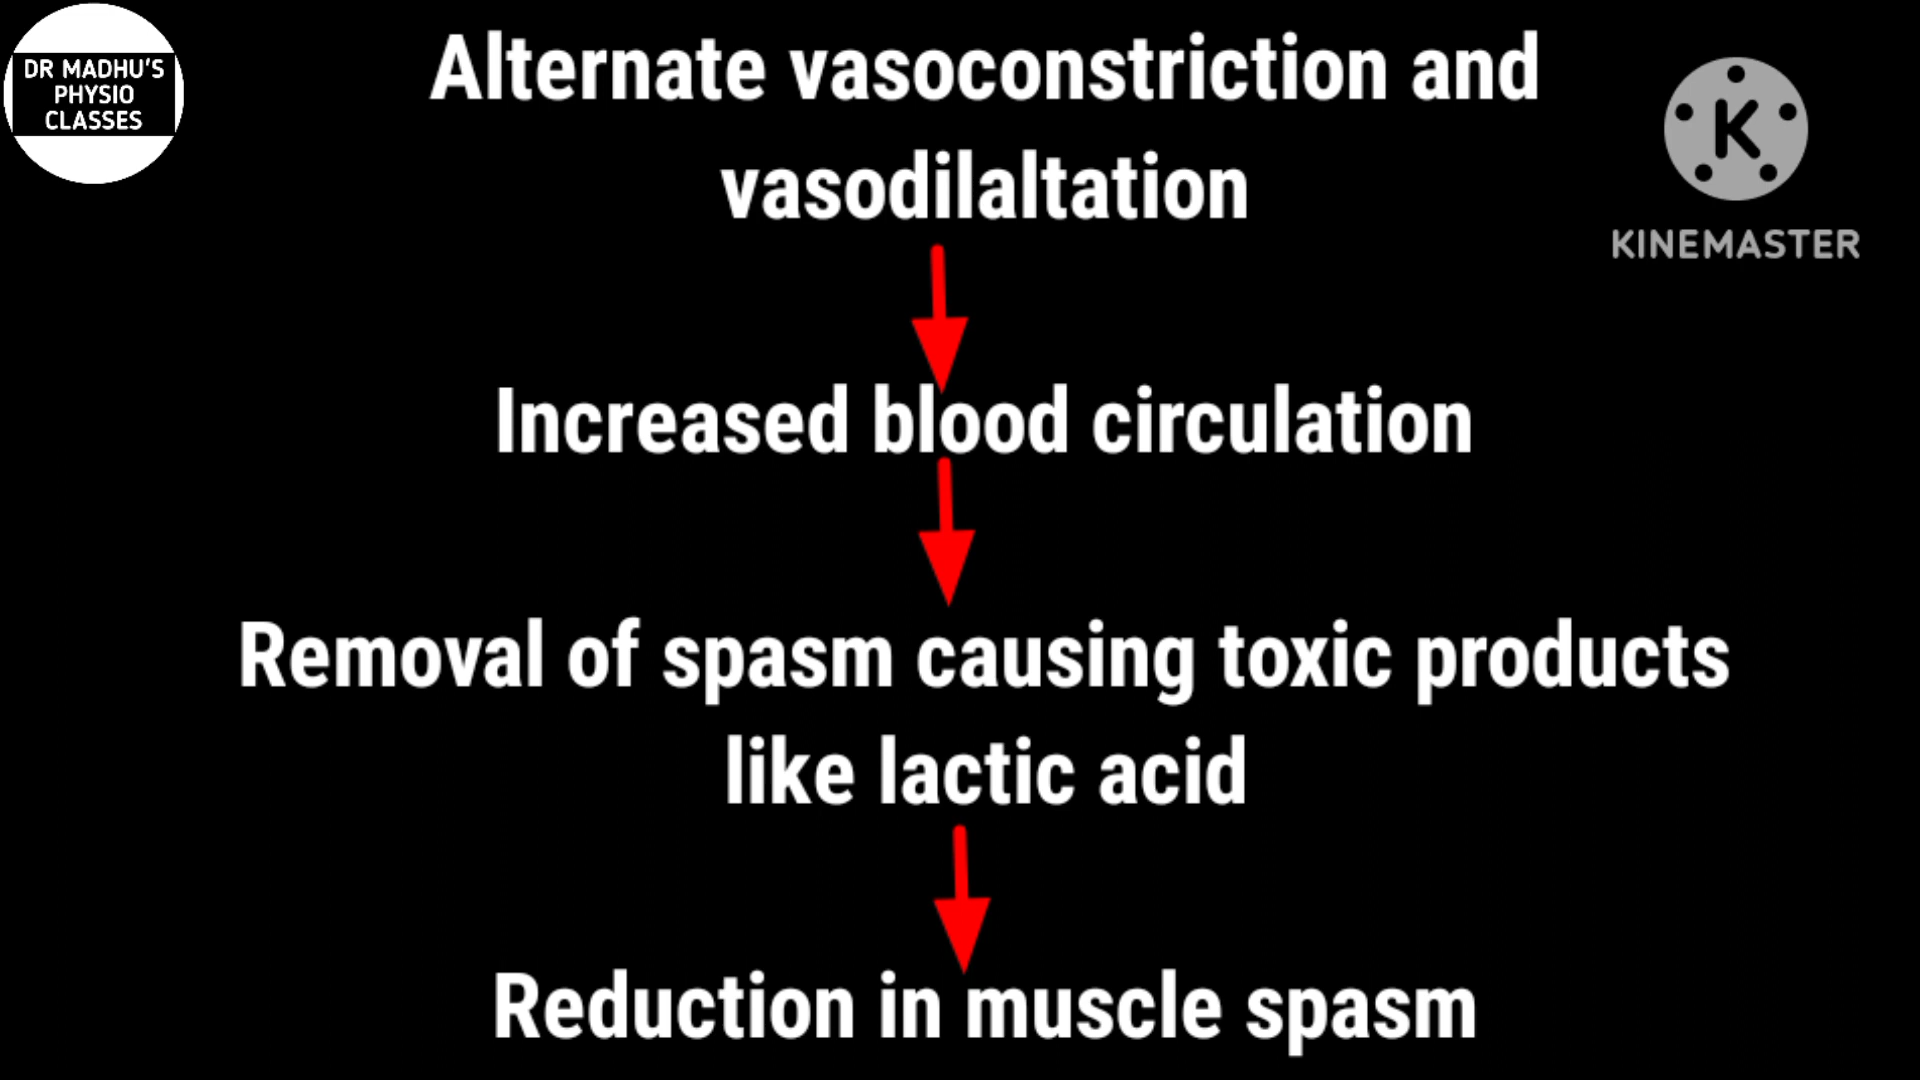 DR MADHU'S
PHYSIO
CLASSES
Alternate vasoconstriction and
vasodilaltation
K
KINEMASTER
Increased blood circulation
Removal of spasm causing toxic products
like lactic acid
Reduction in muscle spasm